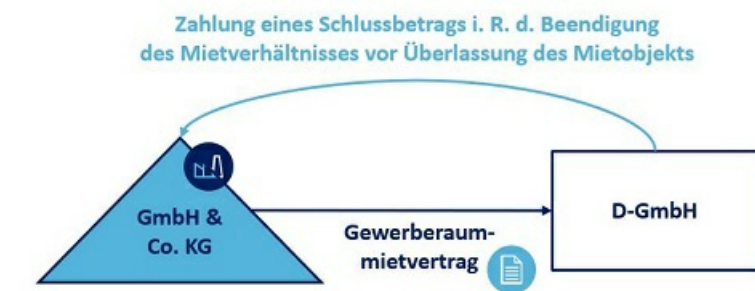 Zahlung eines Schlussbetrags i. R. d. Beendigung
des Mietverhältnisses vor Überlassung des Mietobjekts
GmbH &
Co. KG
Gewerberaum-
mietvertrag
D-GmbH